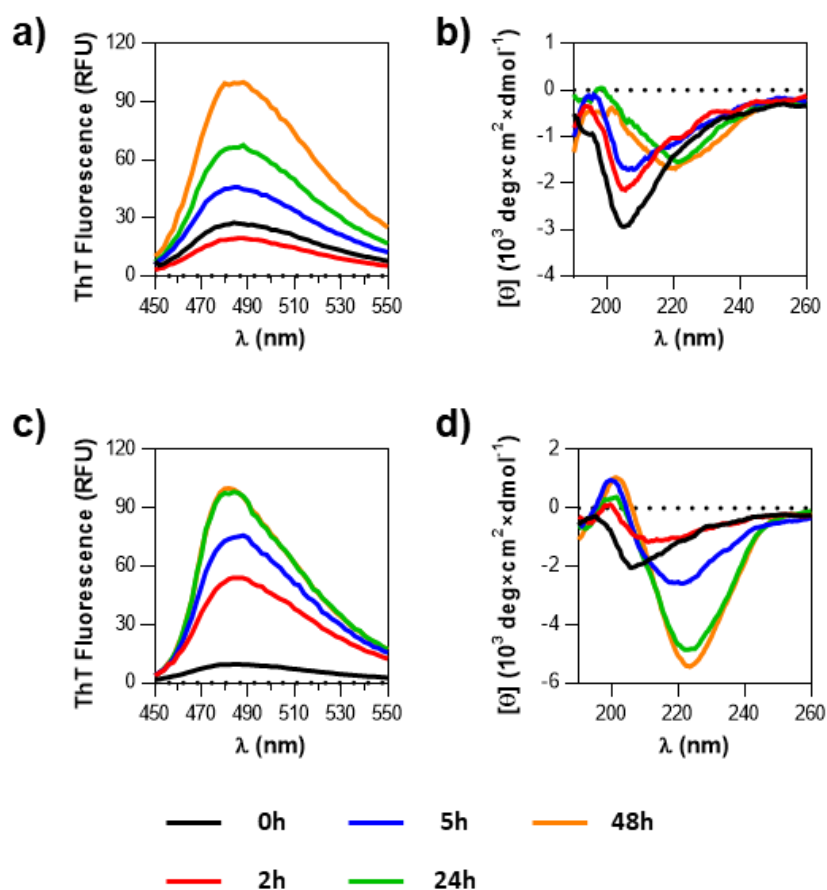 a)
ThT Fluorescence (RFU)
120
90
60
30
0
450 470 490 510 530 550
λ (nm)
b)
[θ] (10³ deg×cm²×dmol⁻¹)
1
0
-1
-2
-3
-4
200 220 240 260
λ (nm)
c)
ThT Fluorescence (RFU)
120
90
60
30
0
450 470 490 510 530 550
λ (nm)
d)
[θ] (10³ deg×cm²×dmol⁻¹)
2
0
-2
-4
-6
200 220 240 260
λ (nm)
0h 5h 48h
2h 24h